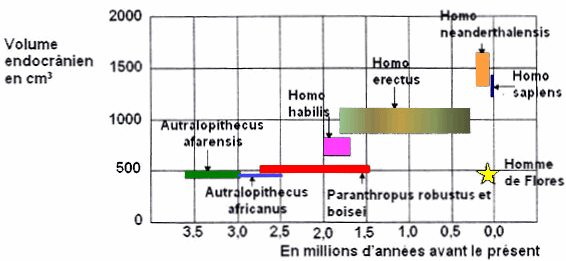 Volume
endocrânien
en cm³
2000
1500
1000
500
0
Homo
neanderthalensis
Homo
erectus
Homo
sapiens
Homo
habilis
Autralopithecus
afarensis
Homme
de Flores
Autralopithecus
africanus
Paranthropus robustus et
boisei
3.5 3,0 2,5 2,0 1.5 1,0 0.5 0,0
En millions d'années avant le présent